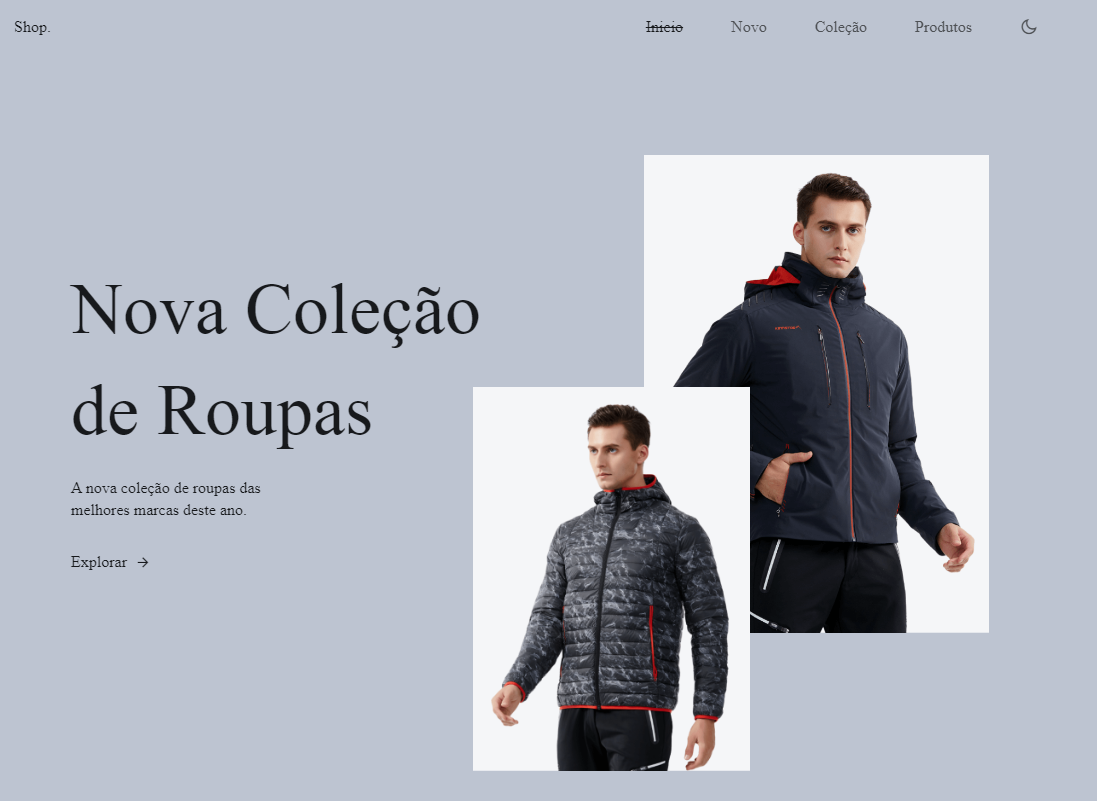 Shop.
Inicio Novo Coleção Produtos
Nova Coleção
de Roupas
A nova coleção de roupas das
melhores marcas deste ano.
Explorar →